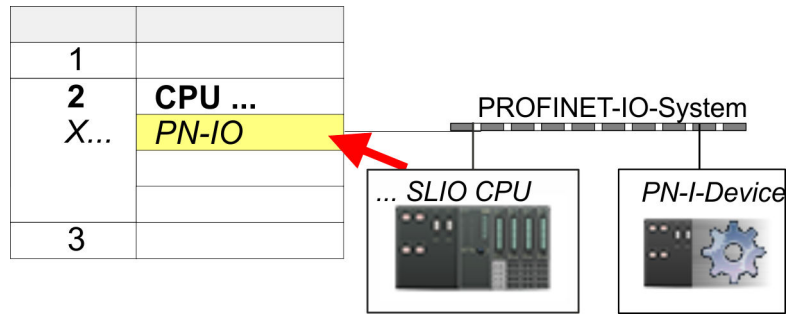 1
2 CPU ...
X... PN-IO
3
PROFINET-IO-System
... SLIO CPU
PN-I-Device